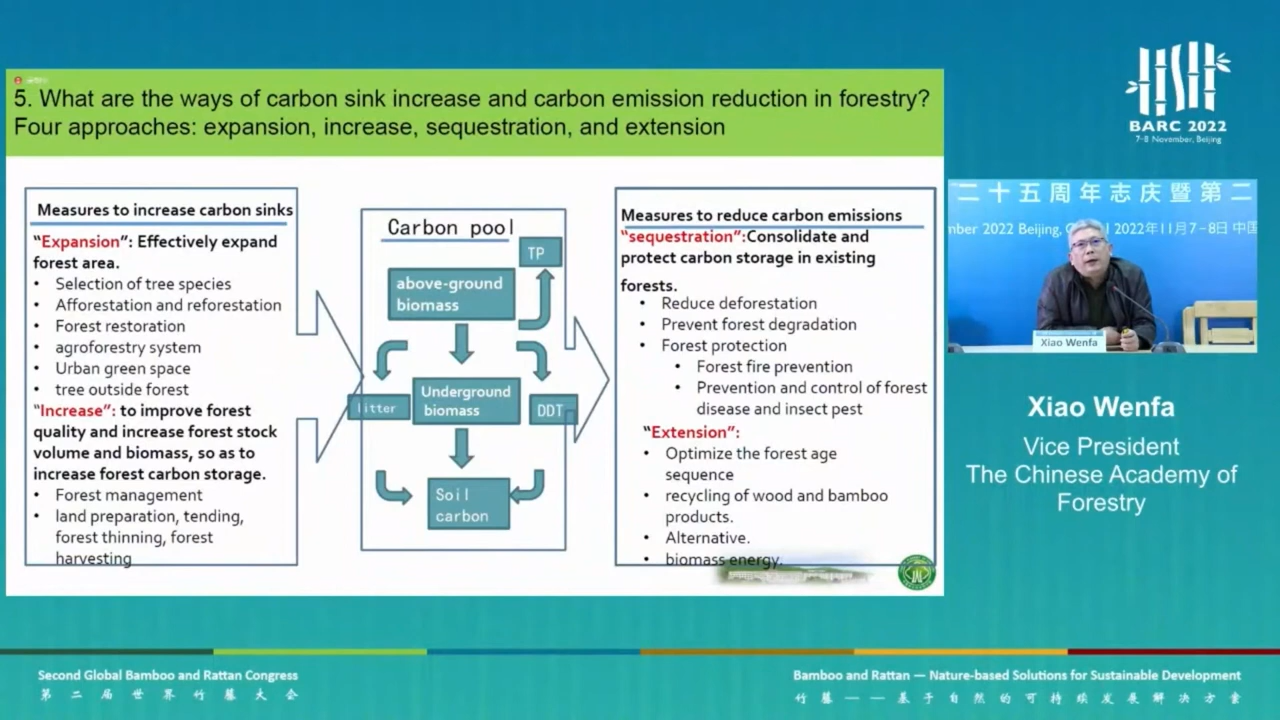 5. What are the ways of carbon sink increase and carbon emission reduction in forestry?
Four approaches: expansion, increase, sequestration, and extension
Measures to increase carbon sinks
“Expansion”: Effectively expand
forest area.
• Selection of tree species
• Afforestation and reforestation
• Forest restoration
• agroforestry system
• Urban green space
• tree outside forest
“Increase”: to improve forest
quality and increase forest stock
volume and biomass, so as to
increase forest carbon storage.
• Forest management
• land preparation, tending,
forest thinning, forest
harvesting
Carbon pool
TP
above-ground
biomass
Litter
Underground
biomass
DDT
Soil
carbon
Measures to reduce carbon emissions
“sequestration”:Consolidate and
protect carbon storage in existing
forests.
• Reduce deforestation
• Prevent forest degradation
• Forest protection
• Forest fire prevention
• Prevention and control of forest
disease and insect pest
“Extension”:
• Optimize the forest age
sequence
• recycling of wood and bamboo
products.
• Alternative.
• biomass energy.
BARC 2022
7-8 November, Beijing
二十五周年志庆暨第二
mber 2022 Beijing, C
2022年11月7-8日 中国
Xiao Wenfa
Xiao Wenfa
Vice President
The Chinese Academy of
Forestry
Second Global Bamboo and Rattan Congress
第二届世界竹藤大会
Bamboo and Rattan — Nature-based Solutions for Sustainable Development
竹藤——基于自然的可持续发展解决方案